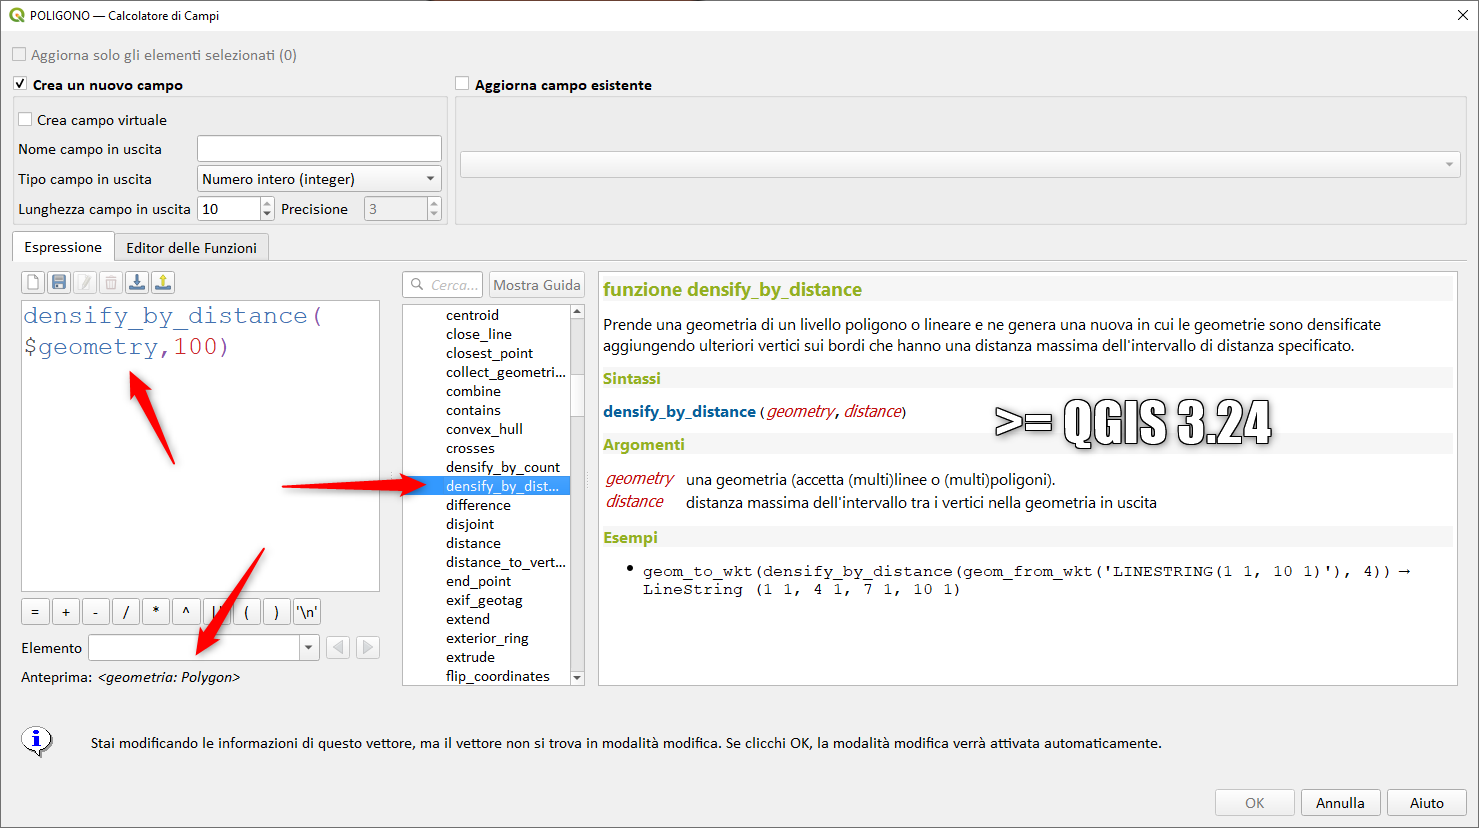 POLIGONO — Calcolatore di Campi
Aggiorna solo gli elementi selezionati (0)
Crea un nuovo campo
Aggiorna campo esistente
Crea campo virtuale
Nome campo in uscita
Tipo campo in uscita
Numero intero (integer)
Lunghezza campo in uscita
10
Precisione
3
Espressione
Editor delle Funzioni
densify_by_distance(
$geometry,100)
Cerca...
Mostra Guida
centroid
close_line
closest_point
collect_geometri...
combine
contains
convex_hull
crosses
densify_by_count
densify_by_dist...
difference
disjoint
distance
distance_to_vert...
end_point
exif_geotag
extend
exterior_ring
extrude
flip_coordinates
funzione densify_by_distance
Prende una geometria di un livello poligono o lineare e ne genera una nuova in cui le geometrie sono densificate
aggiungendo ulteriori vertici sui bordi che hanno una distanza massima dell'intervallo di distanza specificato.
Sintassi
densify_by_distance (geometry, distance)
>= QGIS 3.24
Argomenti
geometry una geometria (accetta (multi)linee o (multi)poligoni).
distance distanza massima dell'intervallo tra i vertici nella geometria in uscita
Esempi
• geom_to_wkt(densify_by_distance(geom_from_wkt('LINESTRING(1 1, 10 1)'), 4)) →
LineString (1 1, 4 1, 7 1, 10 1)
= + - / * ^ || ( ) '\n'
Elemento
Anteprima: <geometria: Polygon>
Stai modificando le informazioni di questo vettore, ma il vettore non si trova in modalità modifica. Se clicchi OK, la modalità modifica verrà attivata automaticamente.
OK
Annulla
Aiuto